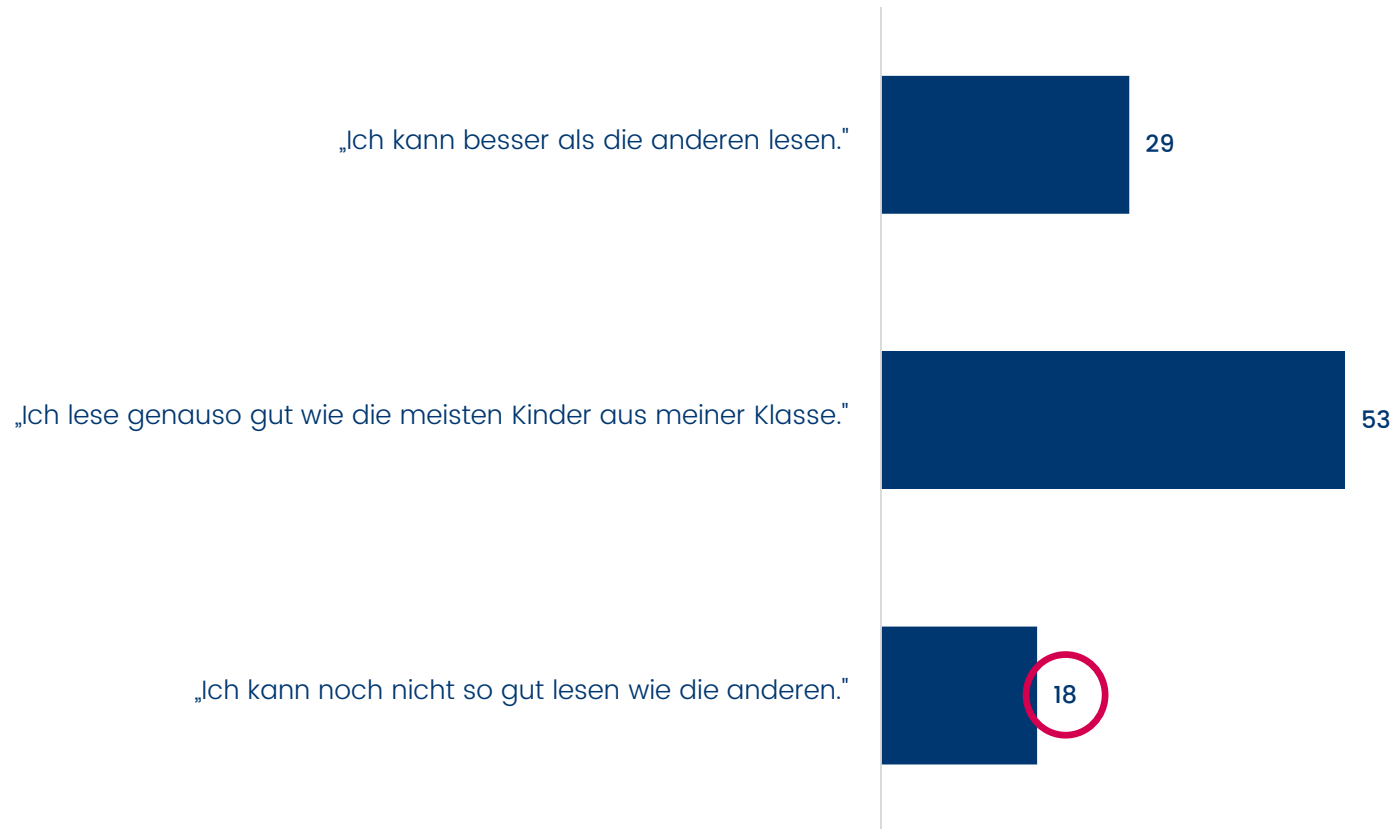 „Ich kann besser als die anderen lesen."
29
„Ich lese genauso gut wie die meisten Kinder aus meiner Klasse."
53
„Ich kann noch nicht so gut lesen wie die anderen."
18